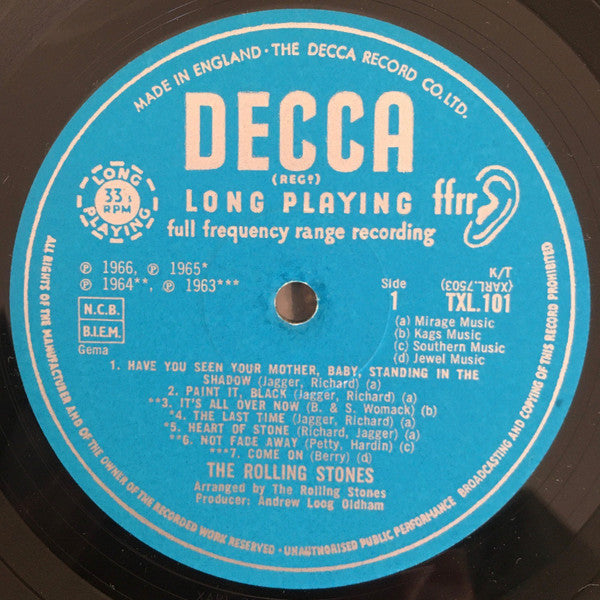 MADE IN ENGLAND · THE DECCA RECORD CO. LTD.
DECCA
(REGD)
LONG PLAYING
33⅓
RPM
LONG PLAYING
ffrr
full frequency range recording
℗ 1966, ℗ 1965*
℗ 1964**, ℗ 1963***
N.C.B.
B.I.E.M.
Gema
Side
1
K/T
(XARL.7503)
TXL.101
(a) Mirage Music
(b) Kags Music
(c) Southern Music
(d) Jewel Music
1. HAVE YOU SEEN YOUR MOTHER, BABY, STANDING IN THE
SHADOW (Jagger, Richard) (a)
2. PAINT IT, BLACK (Jagger, Richard) (a)
**3. IT'S ALL OVER NOW (B. & S. Womack) (b)
*4. THE LAST TIME (Jagger, Richard) (a)
*5. HEART OF STONE (Richard, Jagger) (a)
**6. NOT FADE AWAY (Petty, Hardin) (c)
***7. COME ON (Berry) (d)
THE ROLLING STONES
Arranged by The Rolling Stones
Producer: Andrew Loog Oldham
ALL RIGHTS OF THE MANUFACTURER AND OF THE OWNER OF THE RECORDED WORK RESERVED · UNAUTHORISED PUBLIC PERFORMANCE BROADCASTING AND COPYING OF THIS RECORD PROHIBITED